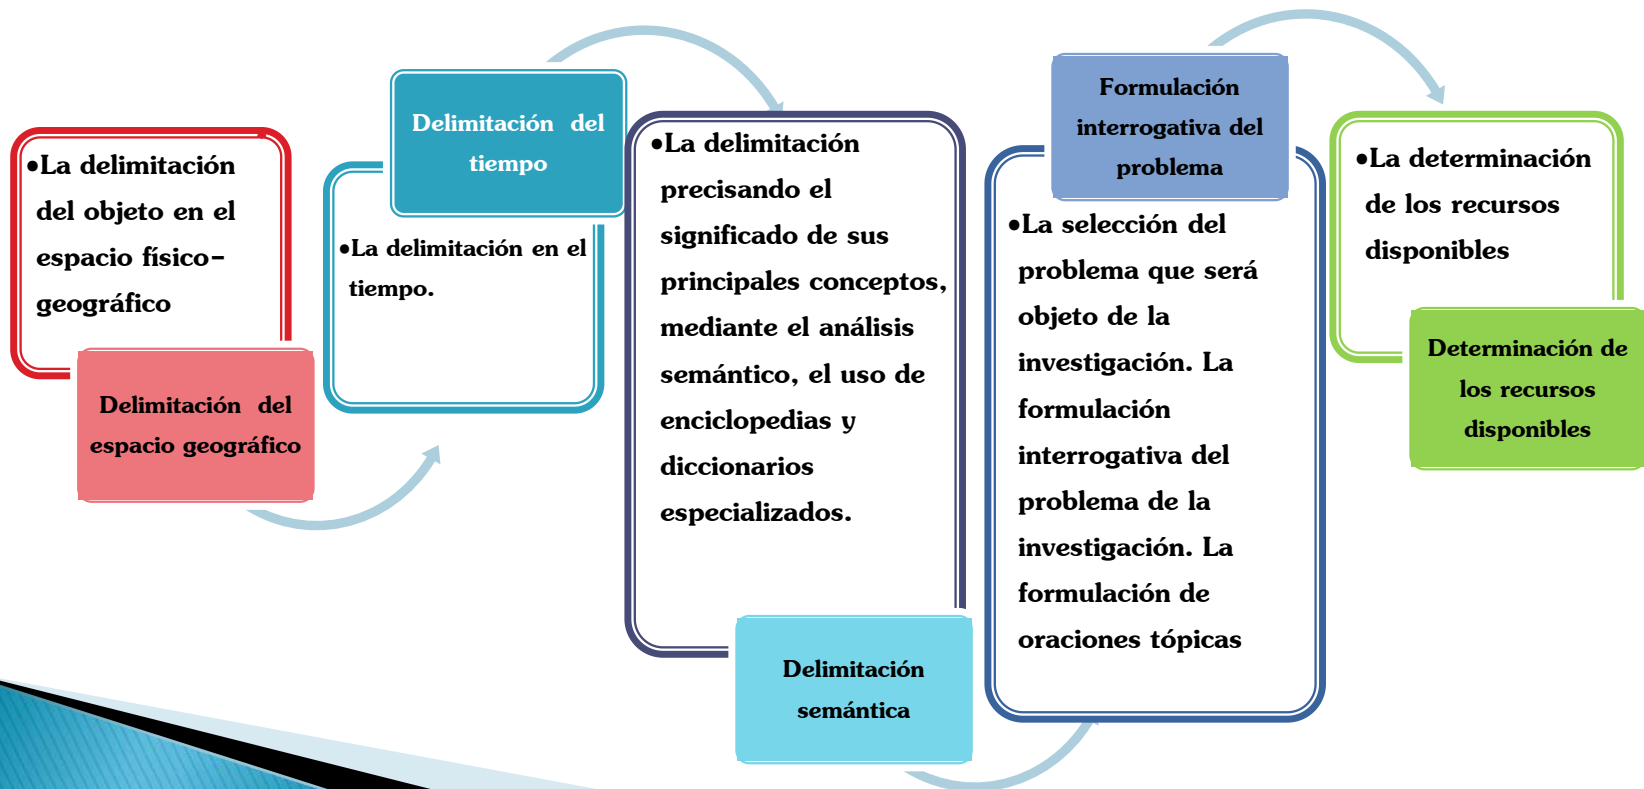 •La delimitación
del objeto en el
espacio físico-
geográfico
Delimitación del
espacio geográfico
Delimitación del
tiempo
•La delimitación en el
tiempo.
•La delimitación
precisando el
significado de sus
principales conceptos,
mediante el análisis
semántico, el uso de
enciclopedias y
diccionarios
especializados.
Delimitación
semántica
Formulación
interrogativa del
problema
•La selección del
problema que será
objeto de la
investigación. La
formulación
interrogativa del
problema de la
investigación. La
formulación de
oraciones tópicas
•La determinación
de los recursos
disponibles
Determinación de
los recursos
disponibles